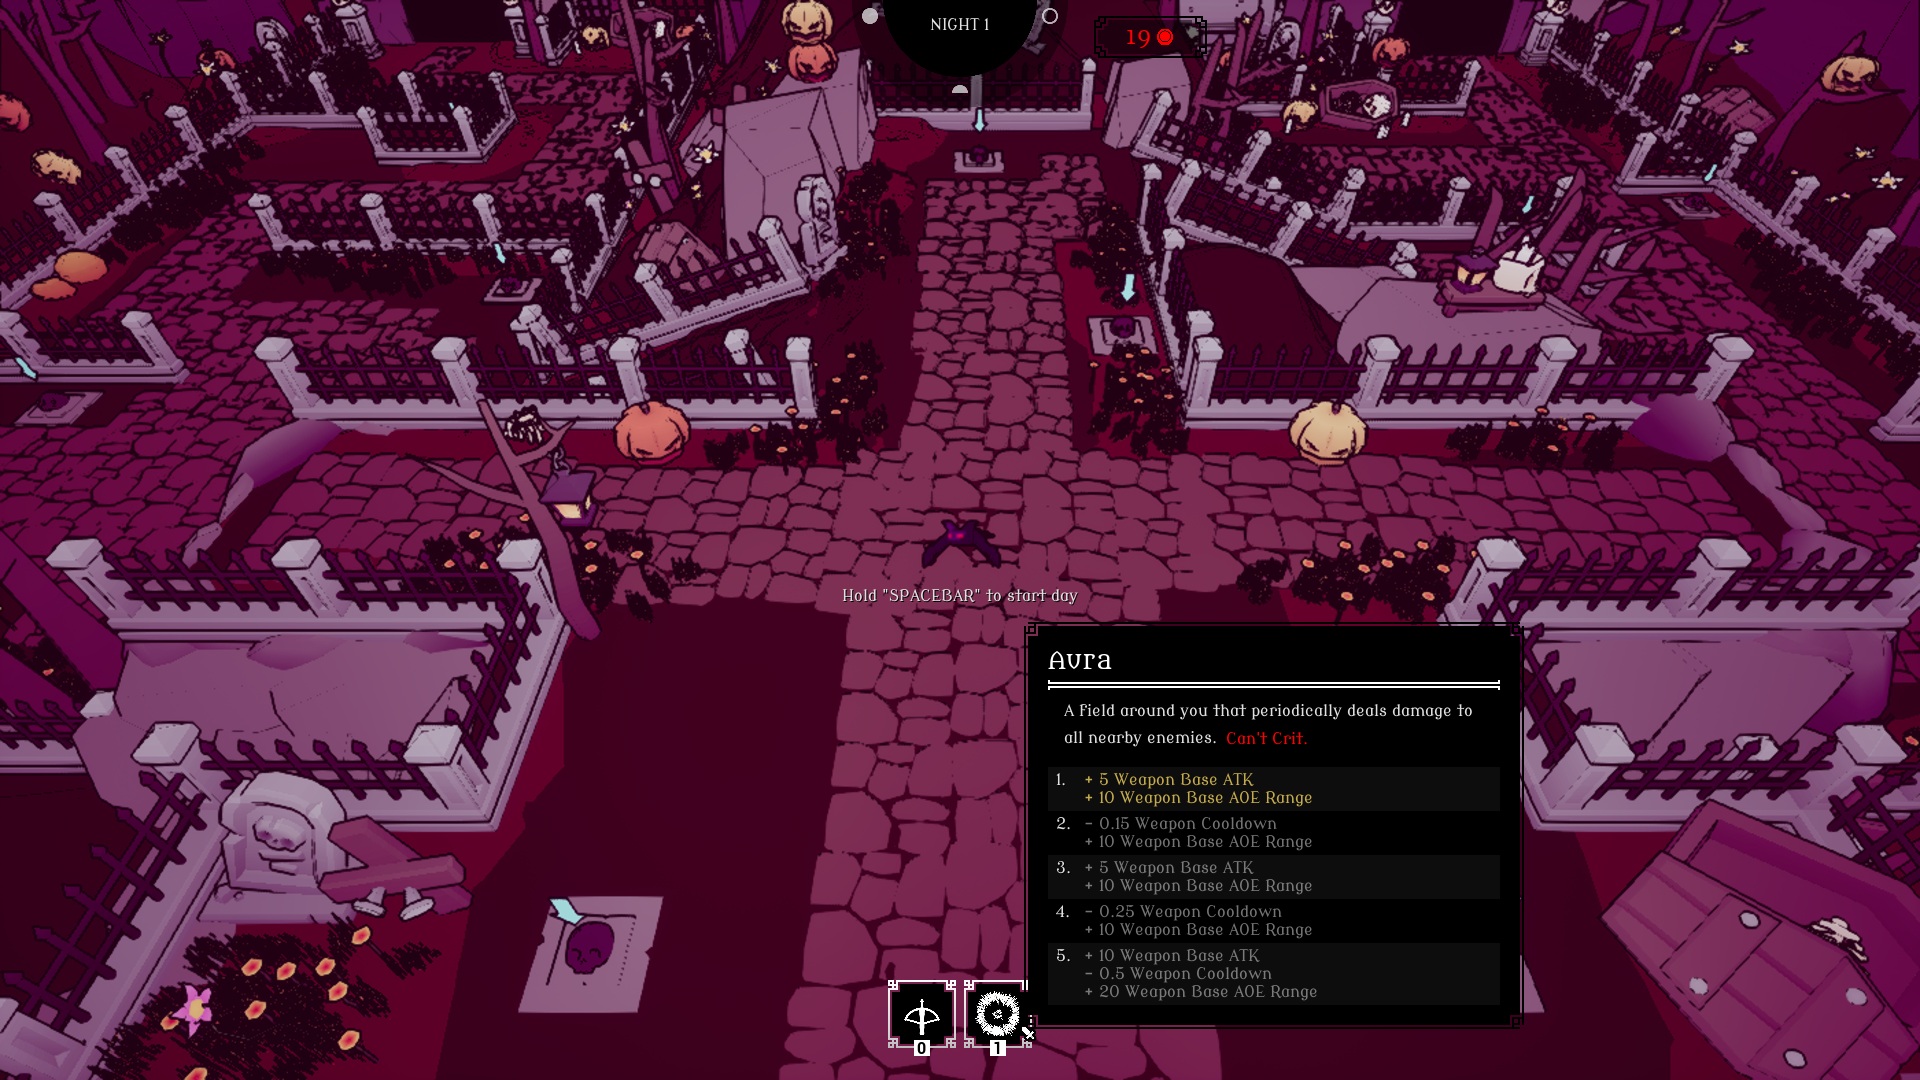 NIGHT 1
19
Hold "SPACEBAR" to start day
Aura
A field around you that periodically deals damage to
all nearby enemies. Can't Crit.
1. + 5 Weapon Base ATK
+ 10 Weapon Base AOE Range
2. - 0.15 Weapon Cooldown
+ 10 Weapon Base AOE Range
3. + 5 Weapon Base ATK
+ 10 Weapon Base AOE Range
4. - 0.25 Weapon Cooldown
+ 10 Weapon Base AOE Range
5. + 10 Weapon Base ATK
- 0.5 Weapon Cooldown
+ 20 Weapon Base AOE Range
0 1